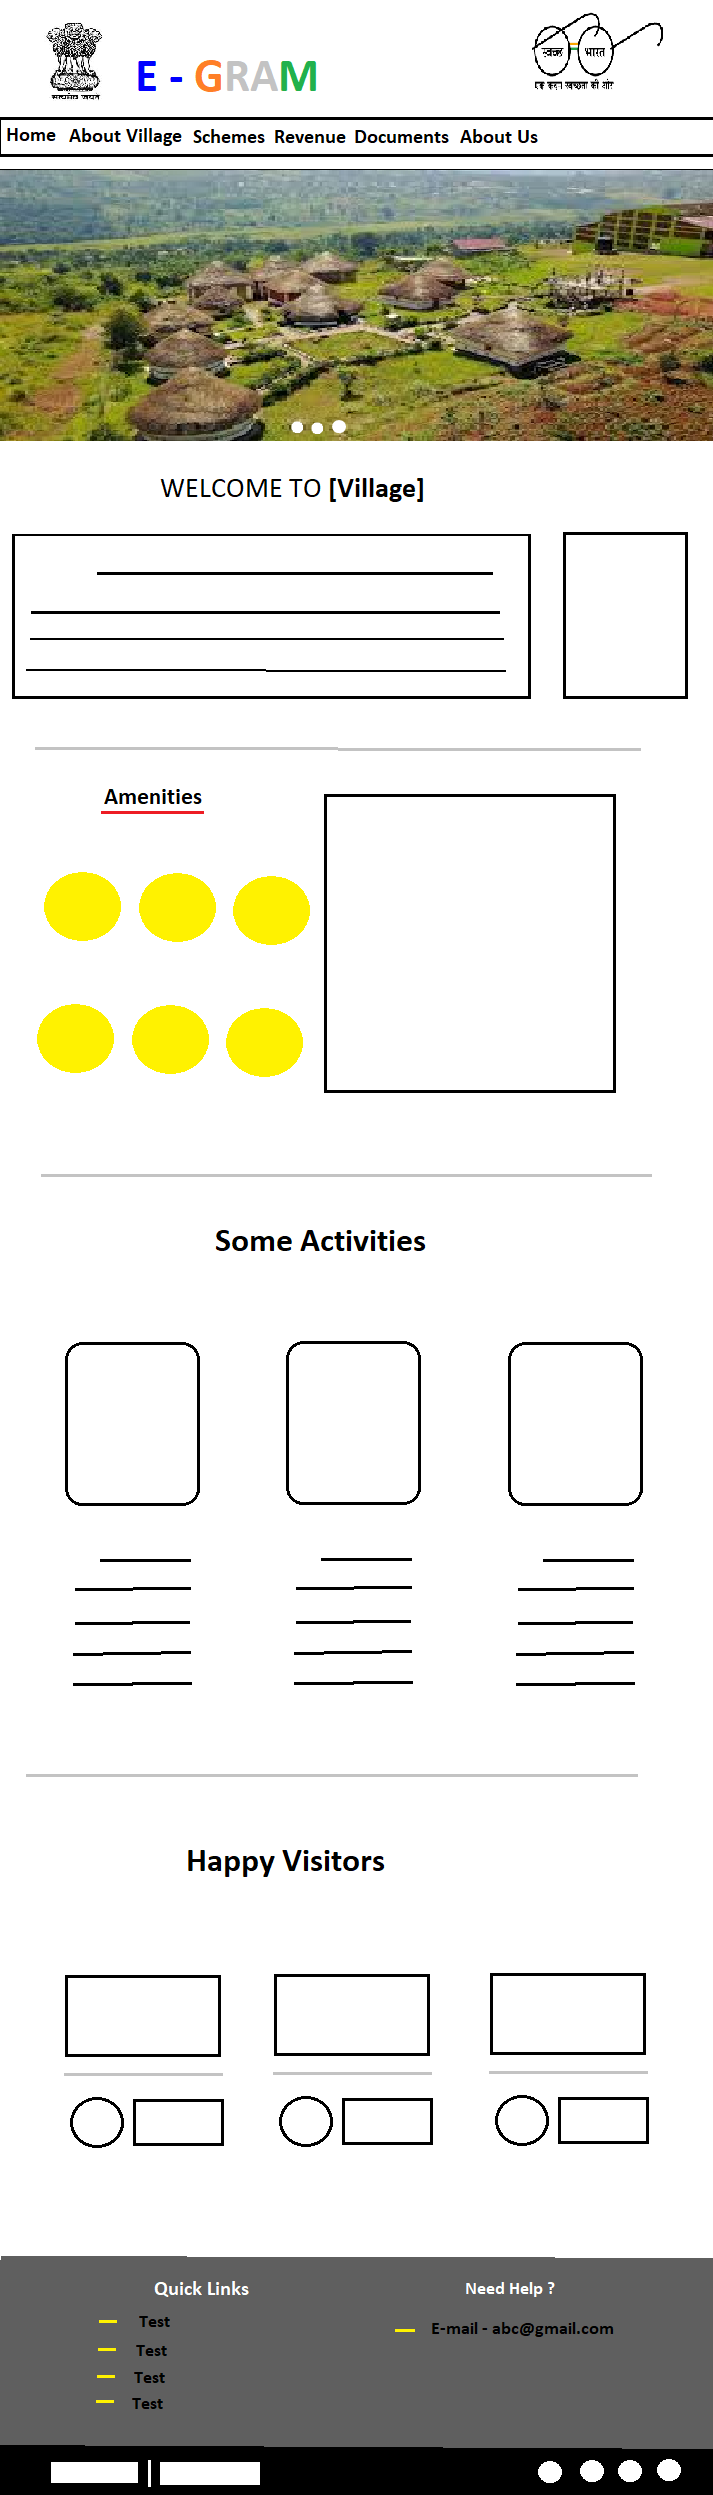 सत्यमेव जयते
E - GRAM
स्वच्छ भारत
एक कदम स्वच्छता की ओर
Home About Village Schemes Revenue Documents About Us
WELCOME TO [Village]
Amenities
Some Activities
Happy Visitors
Quick Links
Test
Test
Test
Test
Need Help ?
E-mail - abc@gmail.com